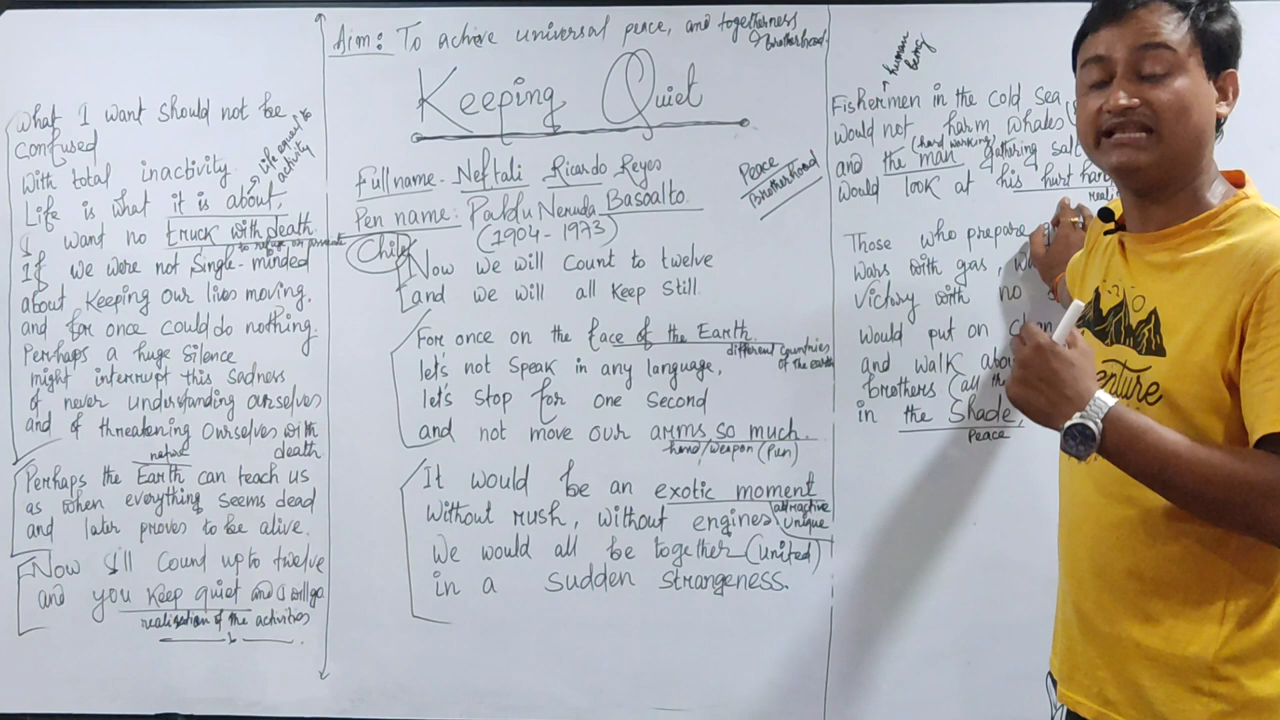 Aim: To achieve universal peace, and togetherness
& brotherhood.
Keeping Quiet
Full name - Neftali Ricardo Reyes
Basoalto.
Pen name: Pablo Neruda
(1904-1973)
Chile
Peace
Brotherhood
Now we will count to twelve
and we will all keep still.
For once on the face of the Earth.
different countries
of the earth
let's not speak in any language,
let's stop for one second
and not move our arms so much.
hand/weapon (pun)
It would be an exotic moment
attractive
unique
without rush, without engines
we would all be together (united)
in a sudden strangeness.
human
being
Fishermen in the cold sea
would not harm whales
(hard working)
and the man gathering salt
would look at his hurt
Those who prepare
wars with gas,
victory with no
would put on
and walk
brothers (all
in the shade,
Peace
what I want should not be
confused
with total inactivity.
Life equal to
activity
Life is what it is about,
I want no truck with death.
to refuse or
If we were not single-minded
about keeping our lives moving.
and for once could do nothing.
Perhaps a huge silence
might interrupt this sadness
of never understanding ourselves
and of threatening ourselves with
death.
nature
Perhaps the Earth can teach us
as when everything seems dead
and later proves to be alive.
Now I'll count up to twelve
and you keep quiet and I will go
realization of the activities
venture